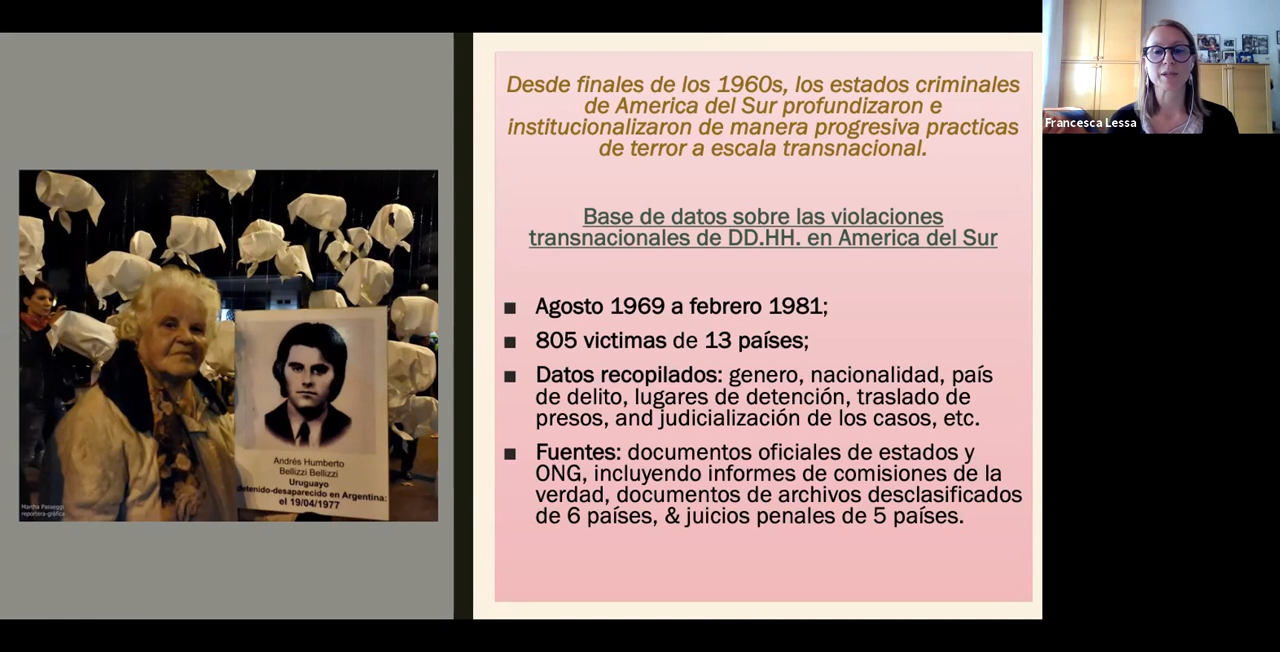 Desde finales de los 1960s, los estados criminales
de America del Sur profundizaron e
institucionalizaron de manera progresiva practicas
de terror a escala transnacional.
Base de datos sobre las violaciones
transnacionales de DD.HH. en America del Sur
■ Agosto 1969 a febrero 1981;
■ 805 victimas de 13 países;
■ Datos recopilados: genero, nacionalidad, país
de delito, lugares de detención, traslado de
presos, and judicialización de los casos, etc.
■ Fuentes: documentos oficiales de estados y
ONG, incluyendo informes de comisiones de la
verdad, documentos de archivos desclasificados
de 6 países, & juicios penales de 5 países.
Andrés Humberto
Bellizzi Bellizzi
Uruguayo
detenido-desaparecido en Argentina:
el 19/04/1977
Martha Passeggi
reportera-gráfica
Francesca Lessa